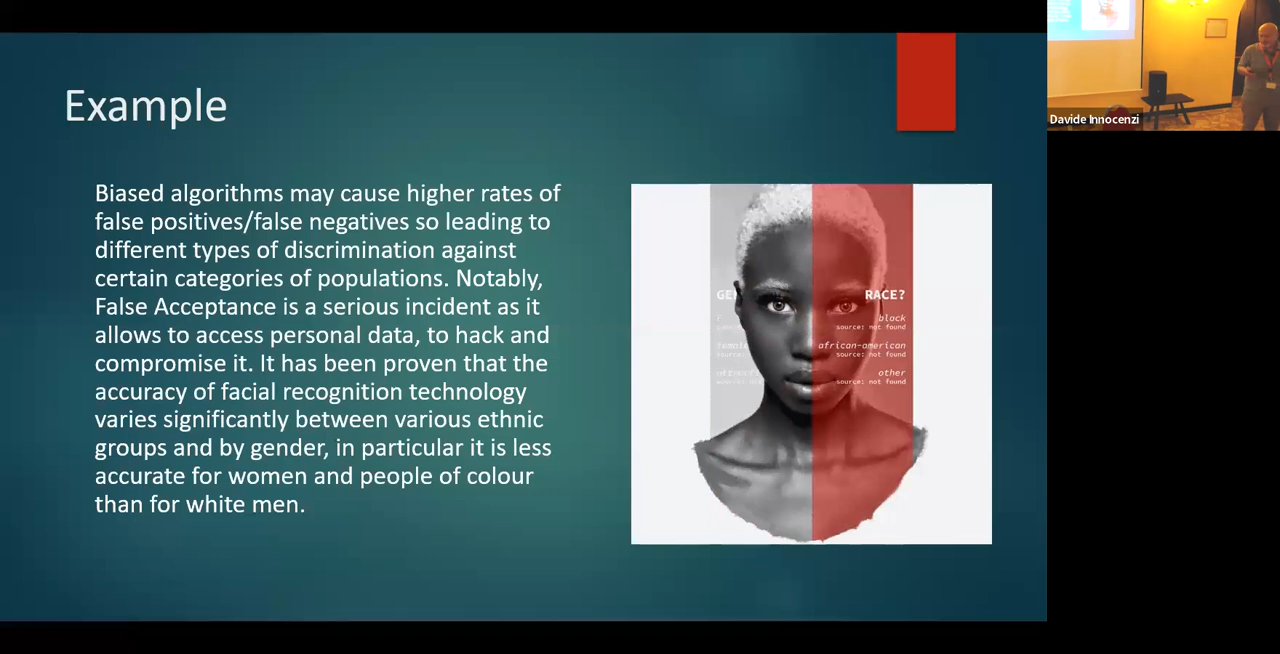 Example
Biased algorithms may cause higher rates of
false positives/false negatives so leading to
different types of discrimination against
certain categories of populations. Notably,
False Acceptance is a serious incident as it
allows to access personal data, to hack and
compromise it. It has been proven that the
accuracy of facial recognition technology
varies significantly between various ethnic
groups and by gender, in particular it is less
accurate for women and people of colour
than for white men.
RACE?
black
source: not found
african-american
source: not found
other
source: not found
Davide Innocenzi